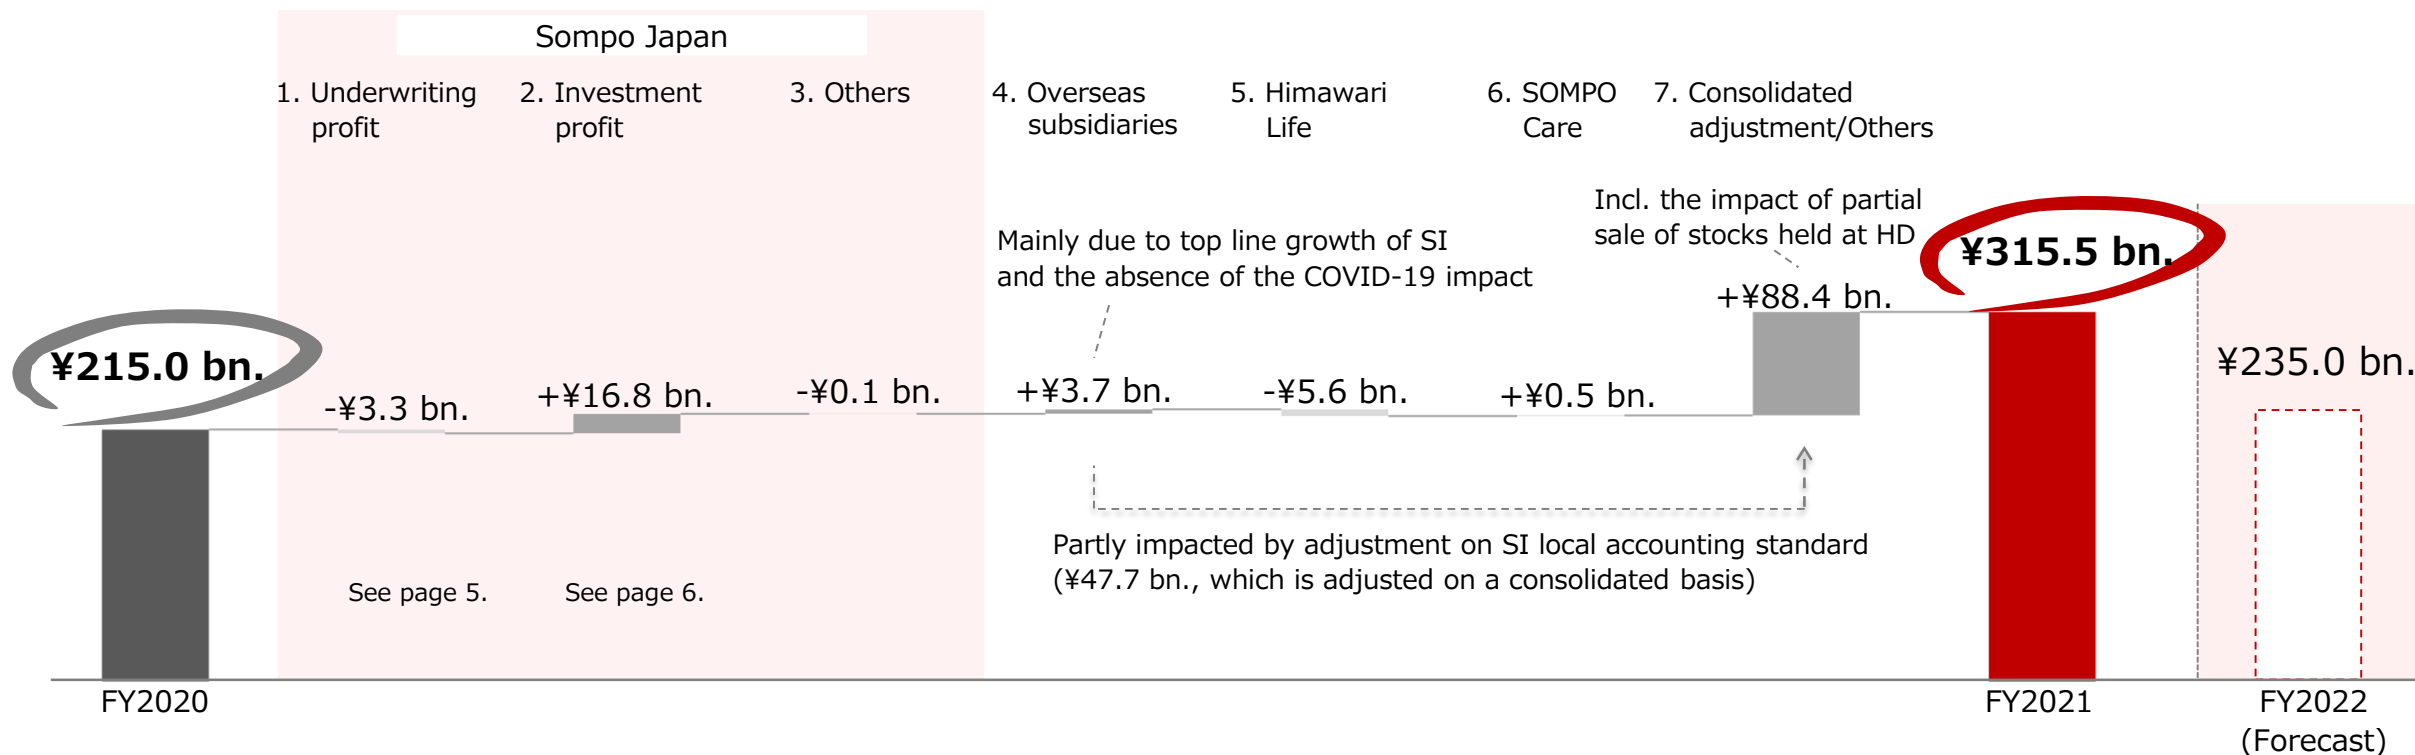 Sompo Japan
1. Underwriting
profit
2. Investment
profit
3. Others
4. Overseas
subsidiaries
5. Himawari
Life
6. SOMPO
Care
7. Consolidated
adjustment/Others
Incl. the impact of partial
sale of stocks held at HD
Mainly due to top line growth of SI
and the absence of the COVID-19 impact
¥215.0 bn.
-¥3.3 bn.
+¥16.8 bn.
-¥0.1 bn.
+¥3.7 bn.
-¥5.6 bn.
+¥0.5 bn.
+¥88.4 bn.
¥315.5 bn.
¥235.0 bn.
Partly impacted by adjustment on SI local accounting standard
(¥47.7 bn., which is adjusted on a consolidated basis)
See page 5.
See page 6.
FY2020
FY2021
FY2022
(Forecast)